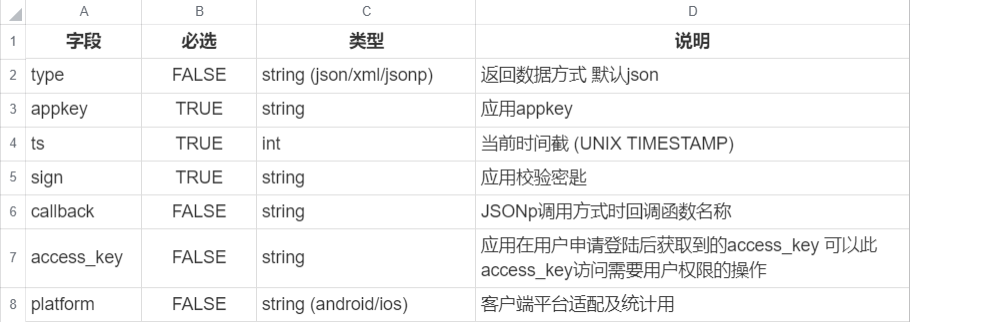 A B C D
1 字段 必选 类型 说明
2 type FALSE string (json/xml/jsonp) 返回数据方式 默认json
3 appkey TRUE string 应用appkey
4 ts TRUE int 当前时间截 (UNIX TIMESTAMP)
5 sign TRUE string 应用校验密匙
6 callback FALSE string JSONp调用方式时回调函数名称
7 access_key FALSE string 应用在用户申请登陆后获取到的access_key 可以此
access_key访问需要用户权限的操作
8 platform FALSE string (android/ios) 客户端平台适配及统计用